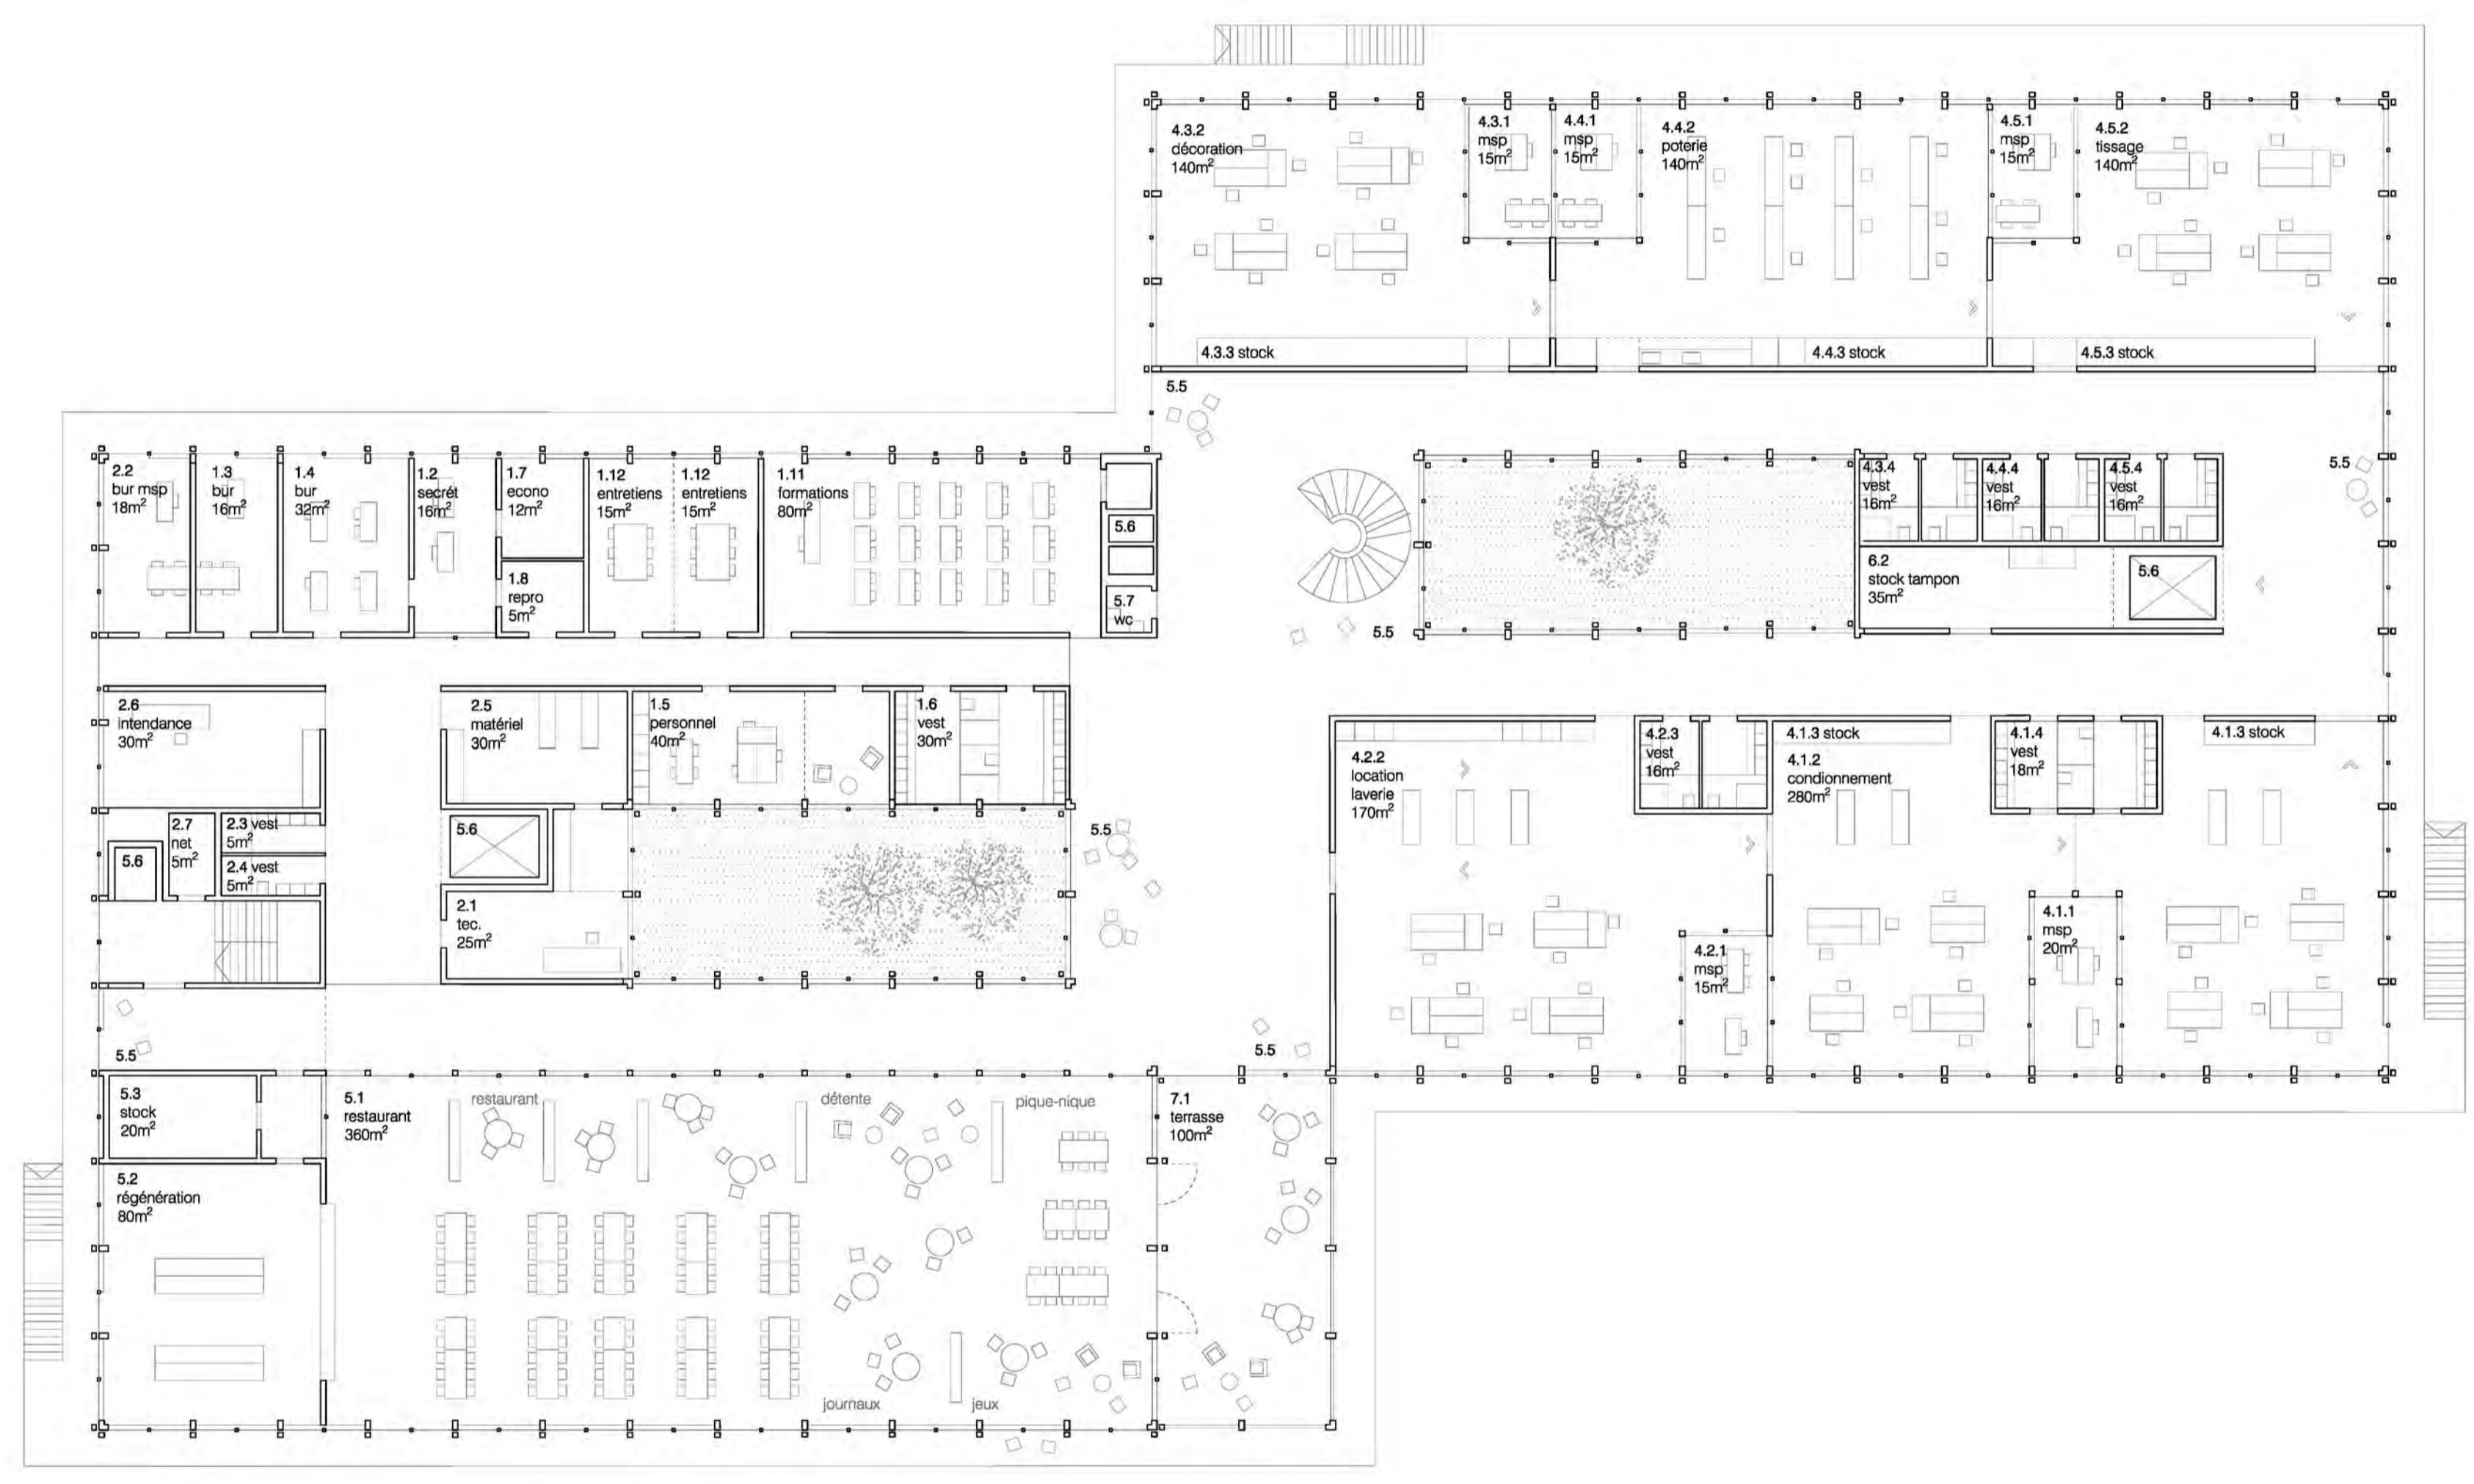 4.3.2
décoration
140m²
4.3.1
msp
15m²
4.4.1
msp
15m²
4.4.2
poterie
140m²
4.5.1
msp
15m²
4.5.2
tissage
140m²
4.3.3 stock
4.4.3 stock
4.5.3 stock
5.5
2.2
bur msp
18m²
1.3
bur
16m²
1.4
bur
32m²
1.2
secrét
16m²
1.7
econo
12m²
1.8
repro
5m²
1.12
entretiens
15m²
1.12
entretiens
15m²
1.11
formations
80m²
5.6
5.7
wc
5.5
4.3.4
vest
16m²
4.4.4
vest
16m²
4.5.4
vest
16m²
5.5
6.2
stock tampon
35m²
5.6
2.6
intendance
30m²
2.5
matériel
30m²
1.5
personnel
40m²
1.6
vest
30m²
4.2.2
location
laverie
170m²
4.2.3
vest
16m²
4.1.3 stock
4.1.2
condionnement
280m²
4.1.4
vest
18m²
4.1.3 stock
5.6
2.7
net
5m²
2.3 vest
5m²
2.4 vest
5m²
5.6
2.1
tec.
25m²
5.5
4.2.1
msp
15m²
4.1.1
msp
20m²
5.5
5.5
5.3
stock
20m²
5.1
restaurant
360m²
restaurant
détente
pique-nique
7.1
terrasse
100m²
5.2
régénération
80m²
journaux
jeux